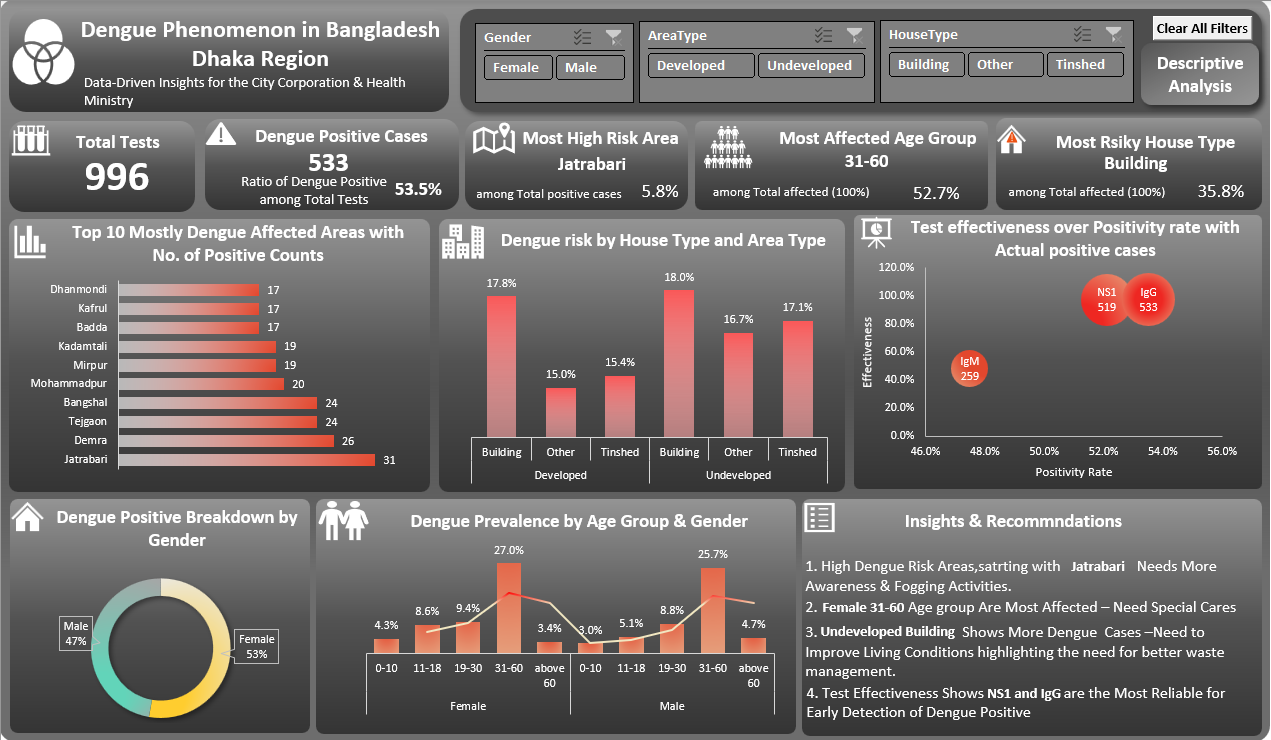 Dengue Phenomenon in Bangladesh
Dhaka Region
Data-Driven Insights for the City Corporation & Health
Ministry
Gender
Female
Male
AreaType
Developed
Undeveloped
HouseType
Building
Other
Tinshed
Clear All Filters
Descriptive
Analysis
Total Tests
996
Dengue Positive Cases
533
Ratio of Dengue Positive
among Total Tests
53.5%
Most High Risk Area
Jatrabari
among Total positive cases
5.8%
Most Affected Age Group
31-60
among Total affected (100%)
52.7%
Most Rsiky House Type
Building
among Total affected (100%)
35.8%
Top 10 Mostly Dengue Affected Areas with
No. of Positive Counts
Dhanmondi 17
Kafrul 17
Badda 17
Kadamtali 19
Mirpur 19
Mohammadpur 20
Bangshal 24
Tejgaon 24
Demra 26
Jatrabari 31
Dengue risk by House Type and Area Type
17.8%
15.0%
15.4%
18.0%
16.7%
17.1%
Building Other Tinshed Building Other Tinshed
Developed Undeveloped
Test effectiveness over Positivity rate with
Actual positive cases
Effectiveness
120.0%
100.0%
80.0%
60.0%
40.0%
20.0%
0.0%
NS1
519
IgG
533
IgM
259
46.0% 48.0% 50.0% 52.0% 54.0% 56.0%
Positivity Rate
Dengue Positive Breakdown by
Gender
Male
47%
Female
53%
Dengue Prevalence by Age Group & Gender
4.3%
8.6%
9.4%
27.0%
3.4%
3.0%
5.1%
8.8%
25.7%
4.7%
0-10 11-18 19-30 31-60 above 0-10 11-18 19-30 31-60 above
60 60
Female Male
Insights & Recommndations
1. High Dengue Risk Areas,satrting with Jatrabari Needs More
Awareness & Fogging Activities.
2. Female 31-60 Age group Are Most Affected – Need Special Cares
3. Undeveloped Building Shows More Dengue Cases –Need to
Improve Living Conditions highlighting the need for better waste
management.
4. Test Effectiveness Shows NS1 and IgG are the Most Reliable for
Early Detection of Dengue Positive